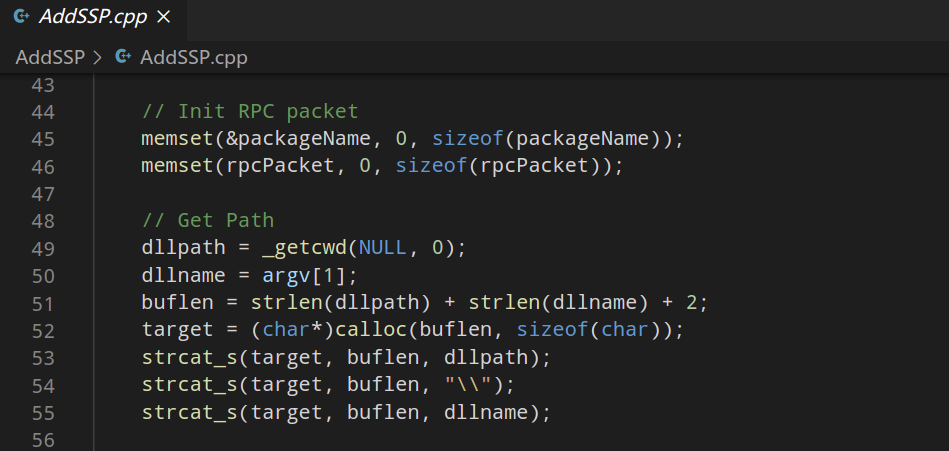 AddSSP.cpp ×
AddSSP > AddSSP.cpp
43
44 // Init RPC packet
45 memset(&packageName, 0, sizeof(packageName));
46 memset(rpcPacket, 0, sizeof(rpcPacket));
47
48 // Get Path
49 dllpath = _getcwd(NULL, 0);
50 dllname = argv[1];
51 buflen = strlen(dllpath) + strlen(dllname) + 2;
52 target = (char*)calloc(buflen, sizeof(char));
53 strcat_s(target, buflen, dllpath);
54 strcat_s(target, buflen, "\\");
55 strcat_s(target, buflen, dllname);
56